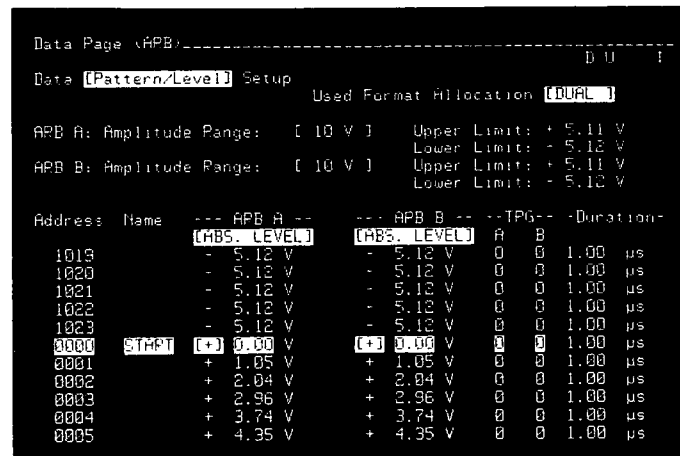 Data Page (ARB)
D U 1
Data [Pattern/Level] Setup
Used Format Allocation [DUAL ]
ARB A: Amplitude Range: [ 10 V ] Upper Limit: + 5.11 V
Lower Limit: - 5.12 V
ARB B: Amplitude Range: [ 10 V ] Upper Limit: + 5.11 V
Lower Limit: - 5.12 V
Address Name --- ARB A -- --- ARB B -- --TPG-- -Duration-
[ABS. LEVEL] [ABS. LEVEL] A B
1019 - 5.12 V - 5.12 V 0 0 1.00 µs
1020 - 5.12 V - 5.12 V 0 0 1.00 µs
1021 - 5.12 V - 5.12 V 0 0 1.00 µs
1022 - 5.12 V - 5.12 V 0 0 1.00 µs
1023 - 5.12 V - 5.12 V 0 0 1.00 µs
0000 START [+] 0.00 V [+] 0.00 V 0 0 1.00 µs
0001 + 1.05 V + 1.05 V 0 0 1.00 µs
0002 + 2.04 V + 2.04 V 0 0 1.00 µs
0003 + 2.96 V + 2.96 V 0 0 1.00 µs
0004 + 3.74 V + 3.74 V 0 0 1.00 µs
0005 + 4.35 V + 4.35 V 0 0 1.00 µs